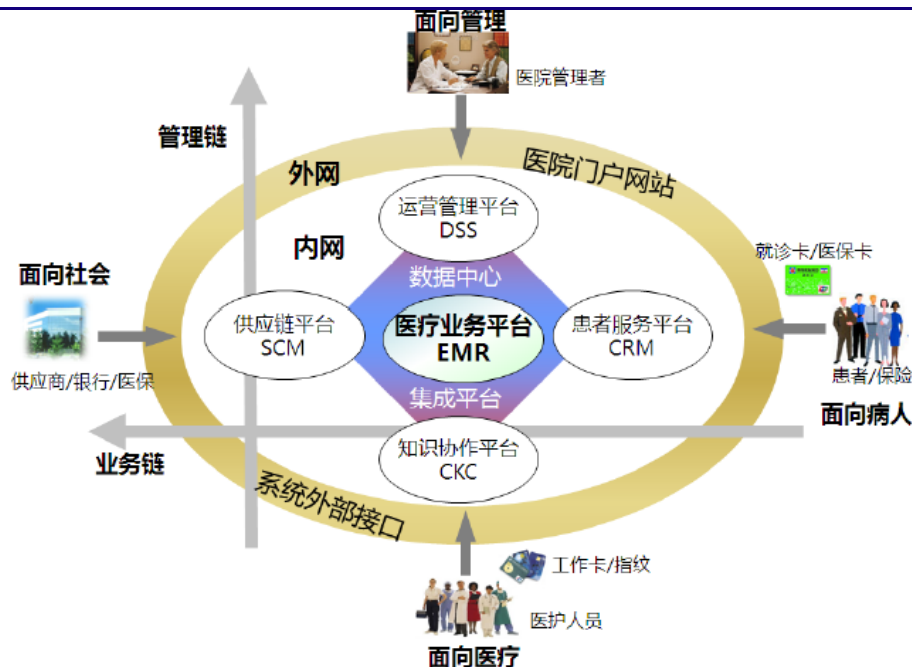 面向管理
医院管理者
管理链
外网
医院门户网站
运营管理平台
DSS
内网
数据中心
就诊卡/医保卡
面向社会
供应链平台
SCM
医疗业务平台
EMR
患者服务平台
CRM
供应商/银行/医保
患者/保险
集成平台
面向病人
业务链
知识协作平台
CKC
系统外部接口
工作卡/指纹
医护人员
面向医疗